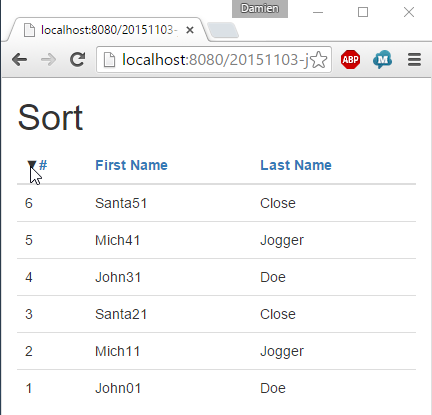 Damien
localhost:8080/20151103-
localhost:8080/20151103-j
ABP
M
Sort
▼# First Name Last Name
6 Santa51 Close
5 Mich41 Jogger
4 John31 Doe
3 Santa21 Close
2 Mich11 Jogger
1 John01 Doe